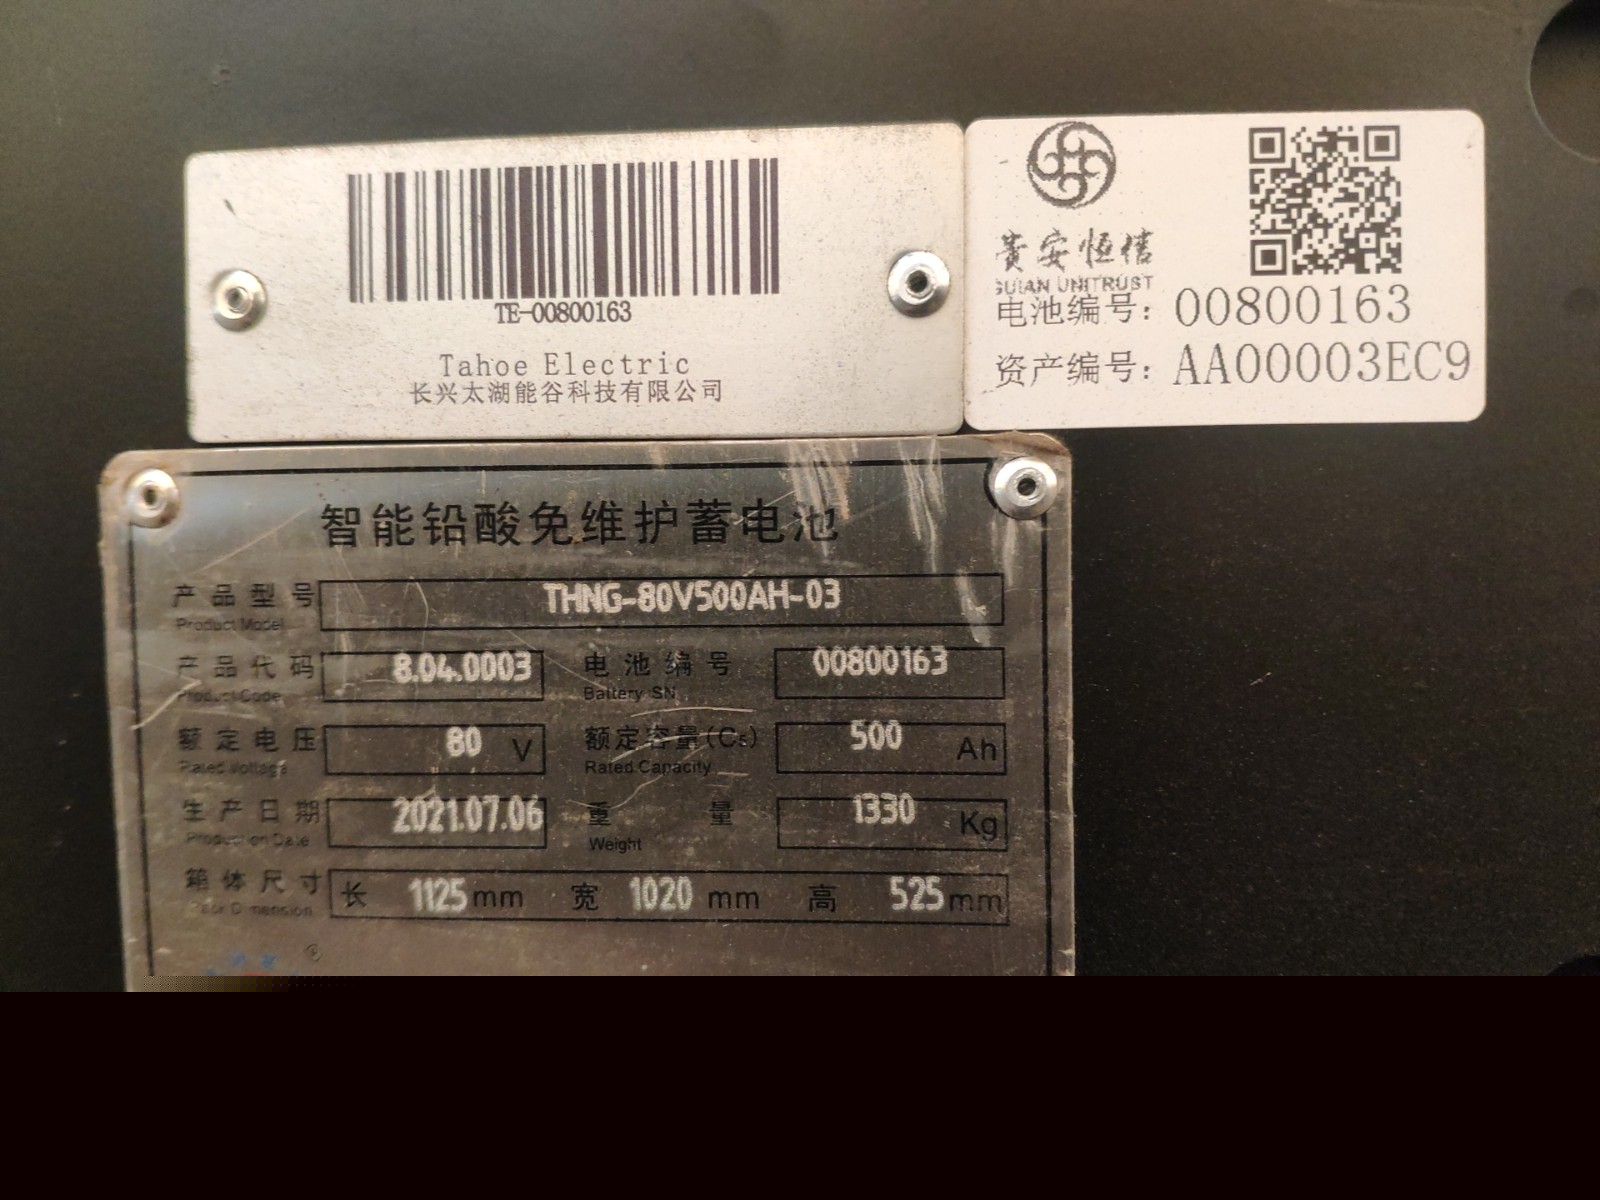 TE-00800163
Tahoe Electric
长兴太湖能谷科技有限公司
贵安恒信
GUIAN UNITRUST
电池编号：00800163
资产编号：AA00003EC9
智能铅酸免维护蓄电池
产品型号 THNG-80V500AH-03
Product Model
产品代码 8.04.0003 电池编号 00800163
Product Code Battery SN
额定电压 80 V 额定容量(C5) 500 Ah
Rated Voltage Rated Capacity
生产日期 2021.07.06 重量 1330 Kg
Production Date Weight
箱体尺寸 长 1125 mm 宽 1020 mm 高 525 mm
Case Dimension
®